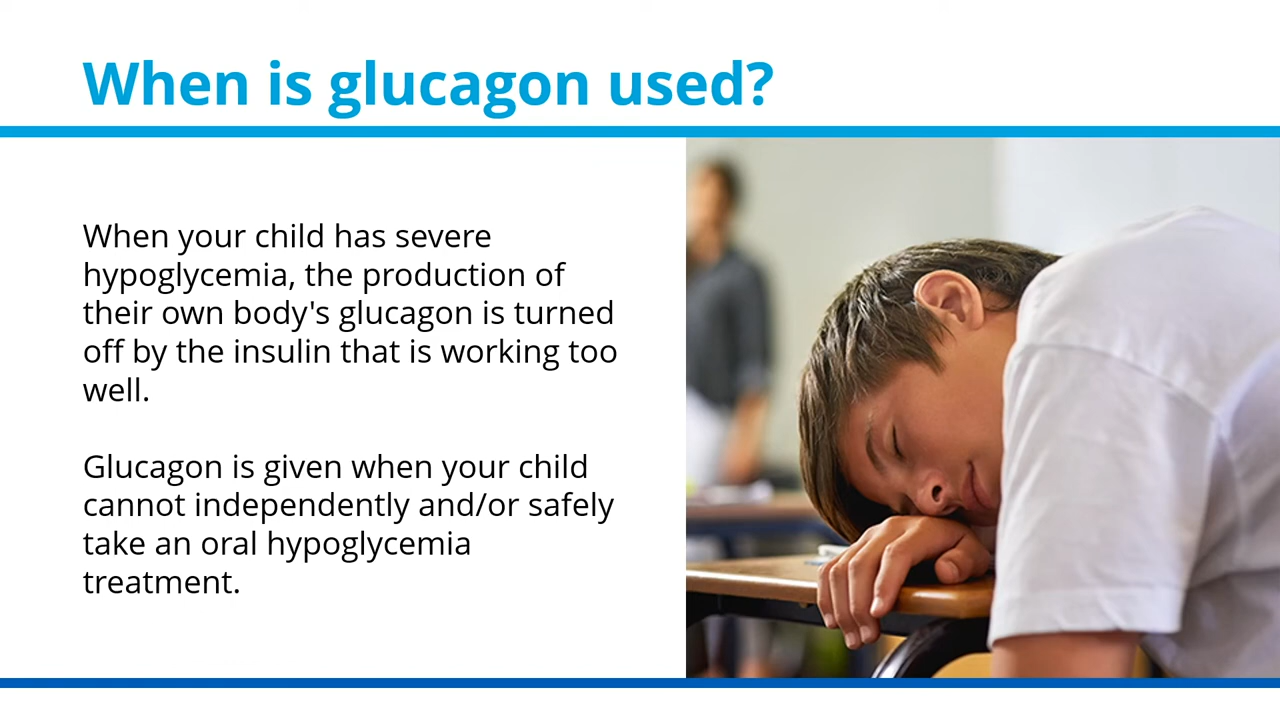 When is glucagon used?
When your child has severe
hypoglycemia, the production of
their own body's glucagon is turned
off by the insulin that is working too
well.
Glucagon is given when your child
cannot independently and/or safely
take an oral hypoglycemia
treatment.